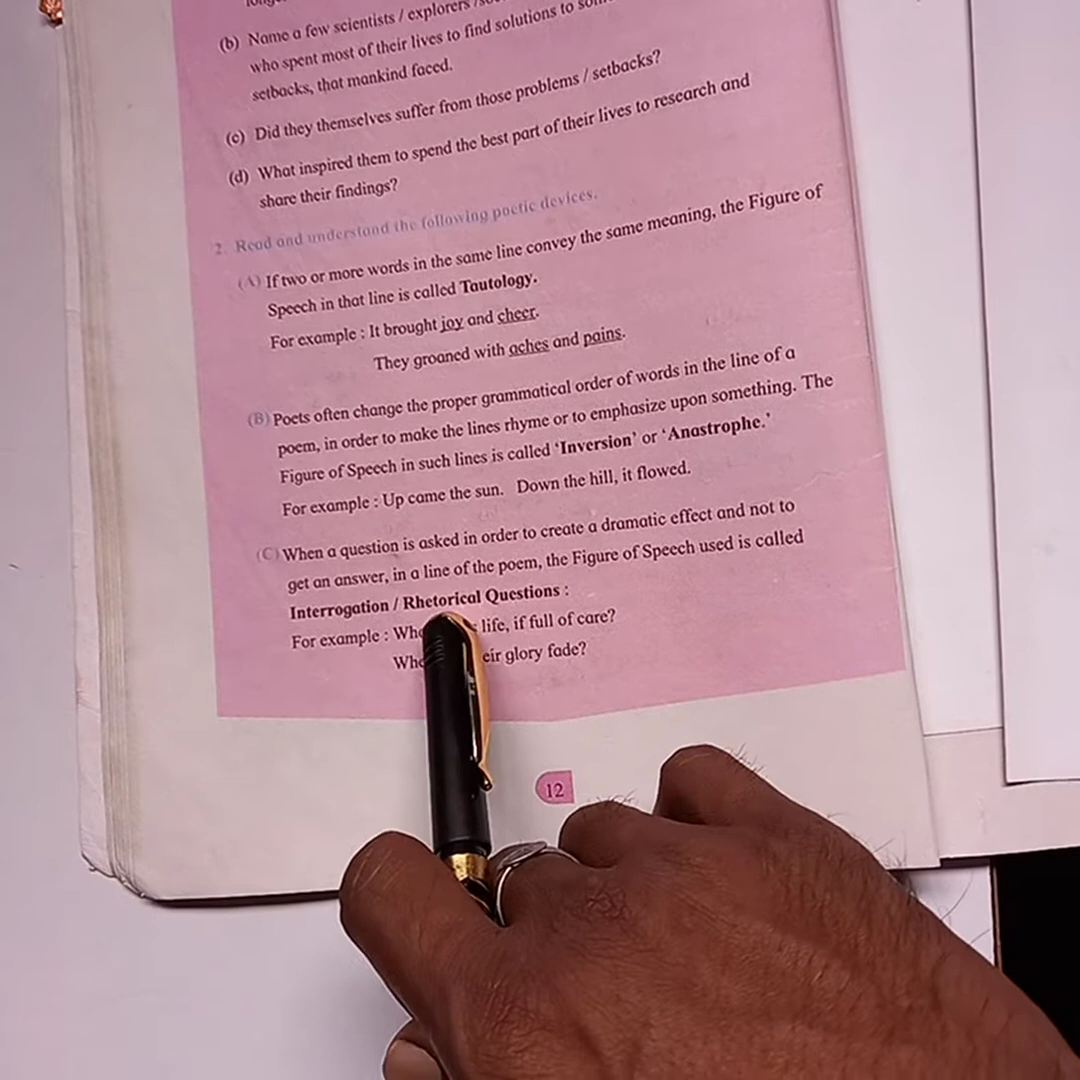 (b) Name a few scientists / explorers
who spent most of their lives to find solutions to
setbacks, that mankind faced.
(c) Did they themselves suffer from those problems / setbacks?
(d) What inspired them to spend the best part of their lives to research and
share their findings?
2. Read and understand the following poetic devices.
(A) If two or more words in the same line convey the same meaning, the Figure of
Speech in that line is called Tautology.
For example : It brought joy and cheer.
They groaned with aches and pains.
(B) Poets often change the proper grammatical order of words in the line of a
poem, in order to make the lines rhyme or to emphasize upon something. The
Figure of Speech in such lines is called 'Inversion' or 'Anastrophe.'
For example : Up came the sun. Down the hill, it flowed.
(C) When a question is asked in order to create a dramatic effect and not to
get an answer, in a line of the poem, the Figure of Speech used is called
Interrogation / Rhetorical Questions :
For example : life, if full of care?
glory fade?
12